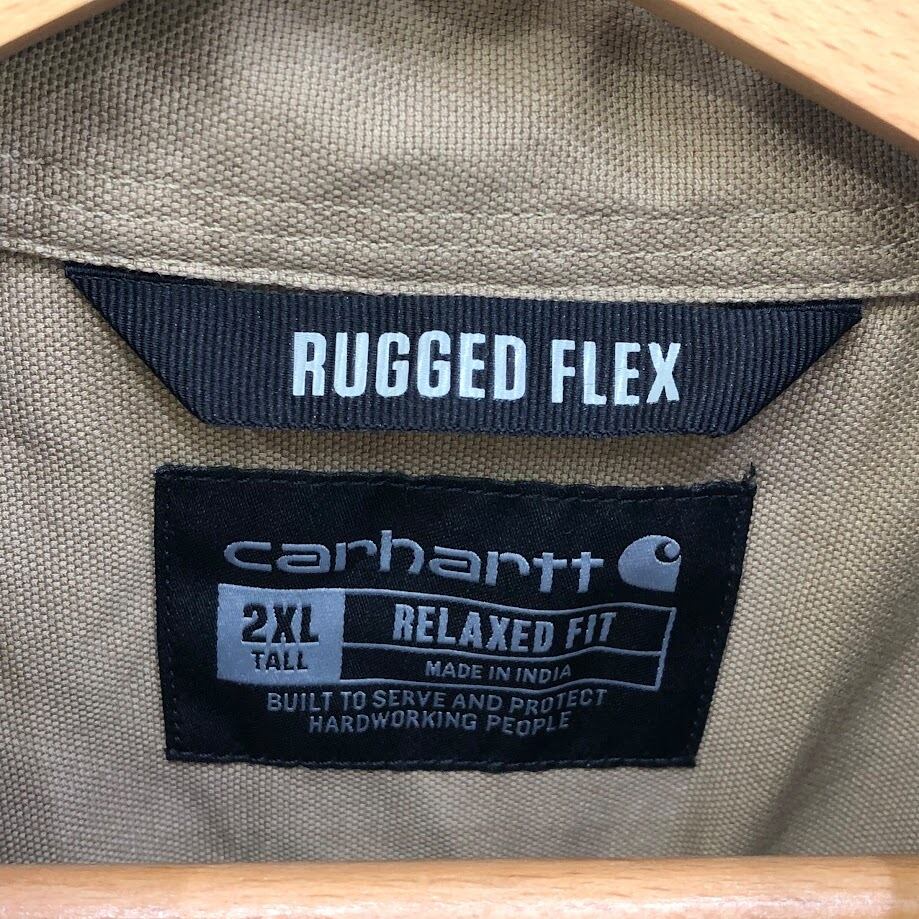 RUGGED FLEX
carhartt
2XL
TALL
RELAXED FIT
MADE IN INDIA
BUILT TO SERVE AND PROTECT
HARDWORKING PEOPLE